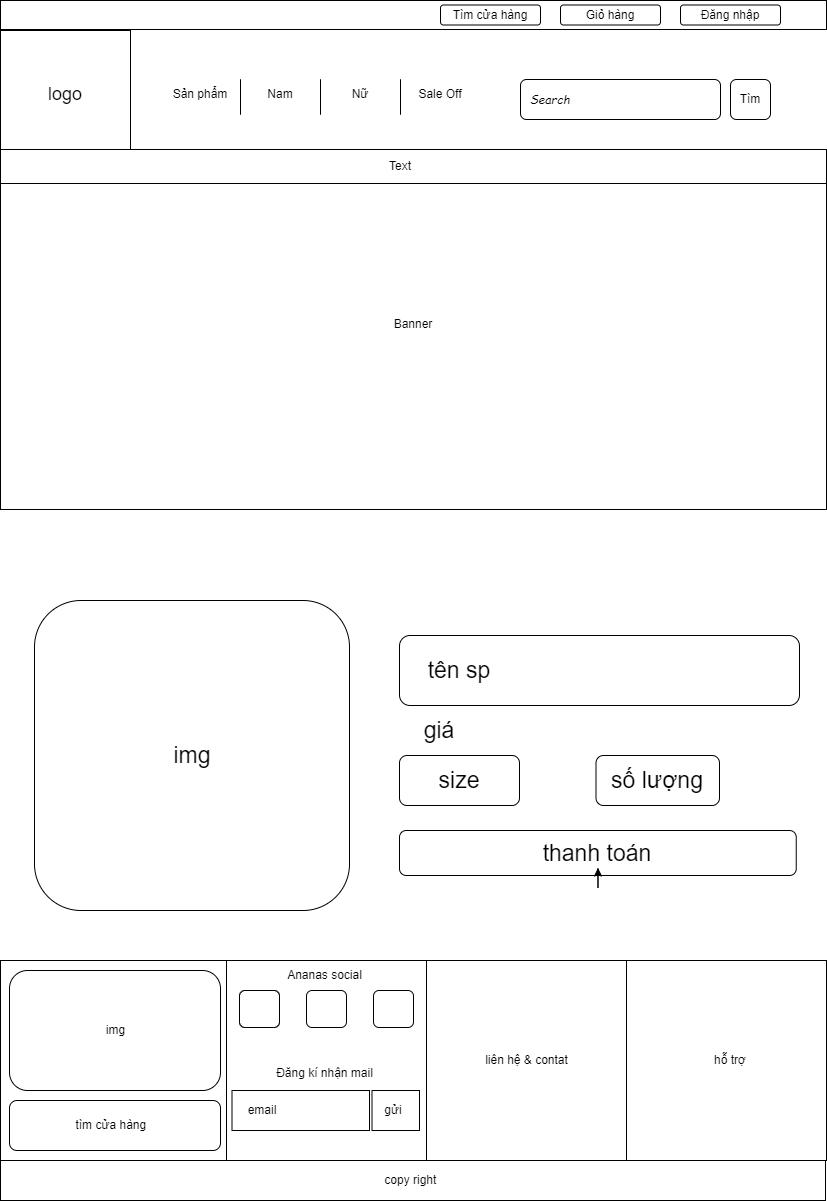 Tìm cửa hàng
Giỏ hàng
Đăng nhập
logo
Sản phẩm
Nam
Nữ
Sale Off
Search
Tìm
Text
Banner
img
tên sp
giá
size
số lượng
thanh toán
img
tìm cửa hàng
Ananas social
Đăng kí nhận mail
email
gửi
liên hệ & contat
hỗ trợ
copy right